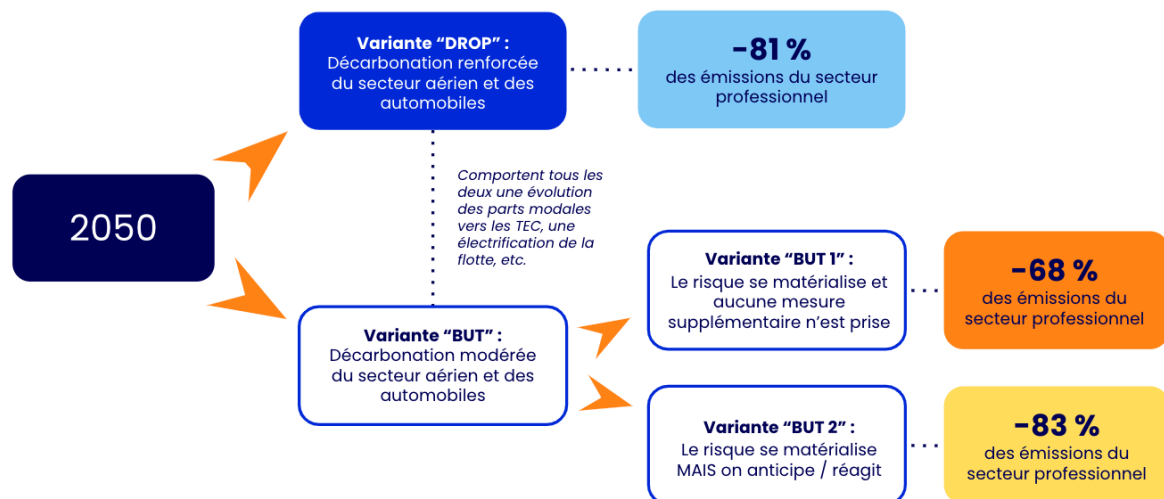 2050
Variante “DROP” :
Décarbonation renforcée
du secteur aérien et des
automobiles
-81 %
des émissions du secteur
professionnel
Comportent tous les
deux une évolution
des parts modales
vers les TEC, une
électrification de la
flotte, etc.
Variante “BUT” :
Décarbonation modérée
du secteur aérien et des
automobiles
Variante “BUT 1” :
Le risque se matérialise et
aucune mesure
supplémentaire n’est prise
-68 %
des émissions du
secteur professionnel
Variante “BUT 2” :
Le risque se matérialise
MAIS on anticipe / réagit
-83 %
des émissions du
secteur professionnel